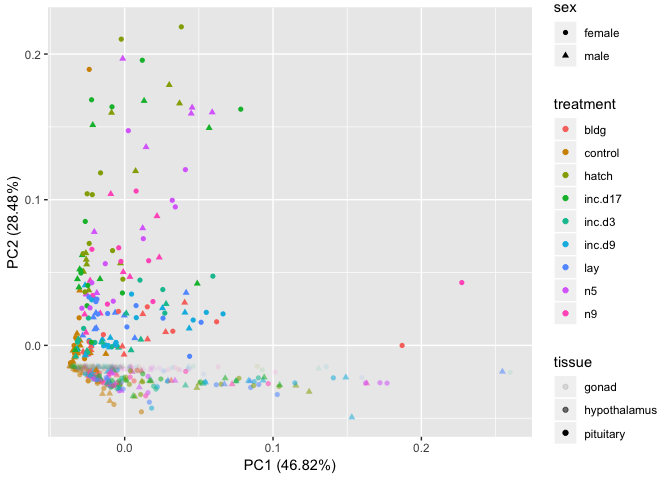 sex
female
male
treatment
bldg
control
hatch
inc.d17
inc.d3
inc.d9
lay
n5
n9
tissue
gonad
hypothalamus
pituitary
0.2
0.1
0.0
PC2 (28.48%)
0.0
0.1
0.2
PC1 (46.82%)